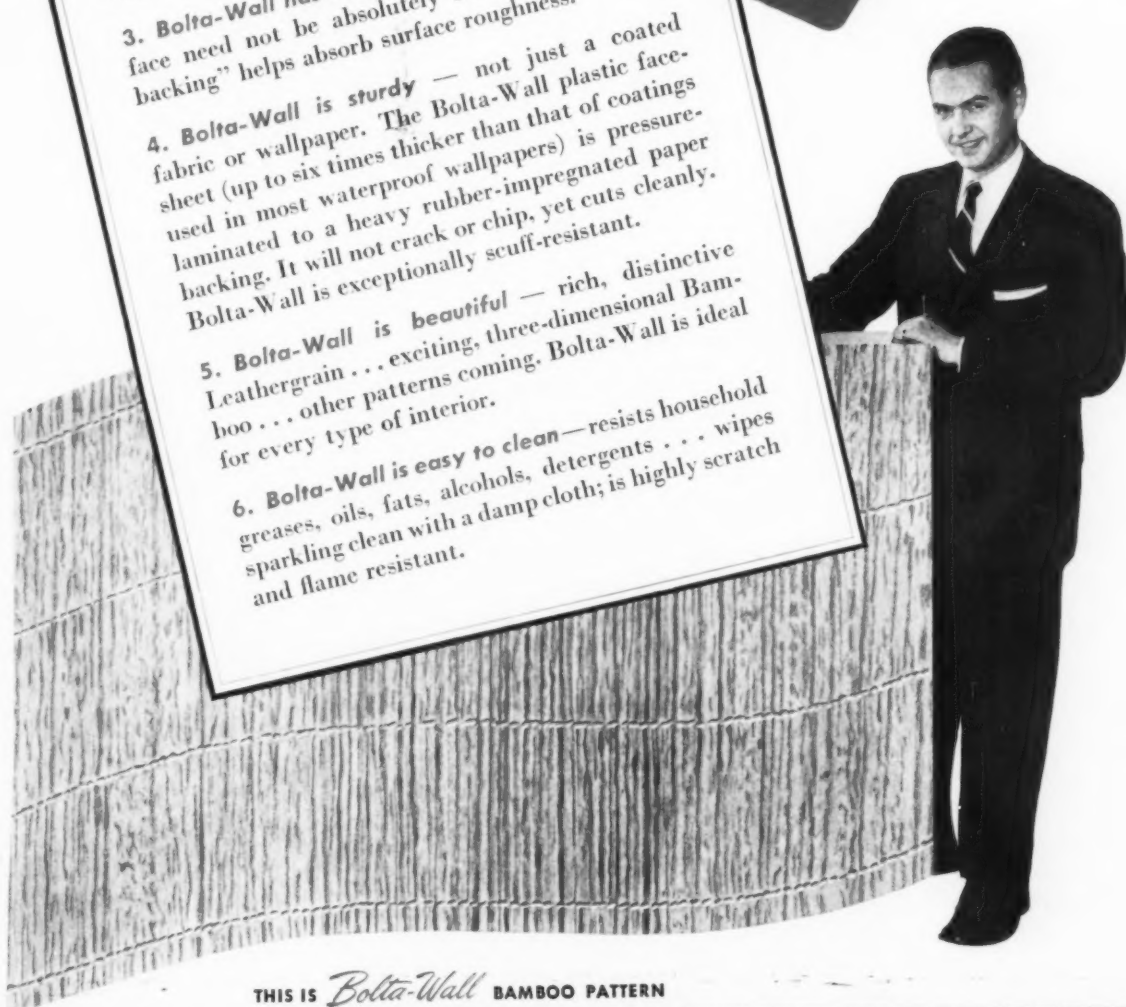 3. Bolta-Wall
face need not be absolutely
backing" helps absorb surface roughness.
4. Bolta-Wall is sturdy — not just a coated
fabric or wallpaper. The Bolta-Wall plastic face-
sheet (up to six times thicker than that of coatings
used in most waterproof wallpapers) is pressure-
laminated to a heavy rubber-impregnated paper
backing. It will not crack or chip, yet cuts cleanly.
Bolta-Wall is exceptionally scuff-resistant.
5. Bolta-Wall is beautiful — rich, distinctive
Leathergrain . . . exciting, three-dimensional Bam-
boo . . . other patterns coming. Bolta-Wall is ideal
for every type of interior.
6. Bolta-Wall is easy to clean — resists household
greases, oils, fats, alcohols, detergents . . . wipes
sparkling clean with a damp cloth; is highly scratch
and flame resistant.
THIS IS Bolta-Wall BAMBOO PATTERN